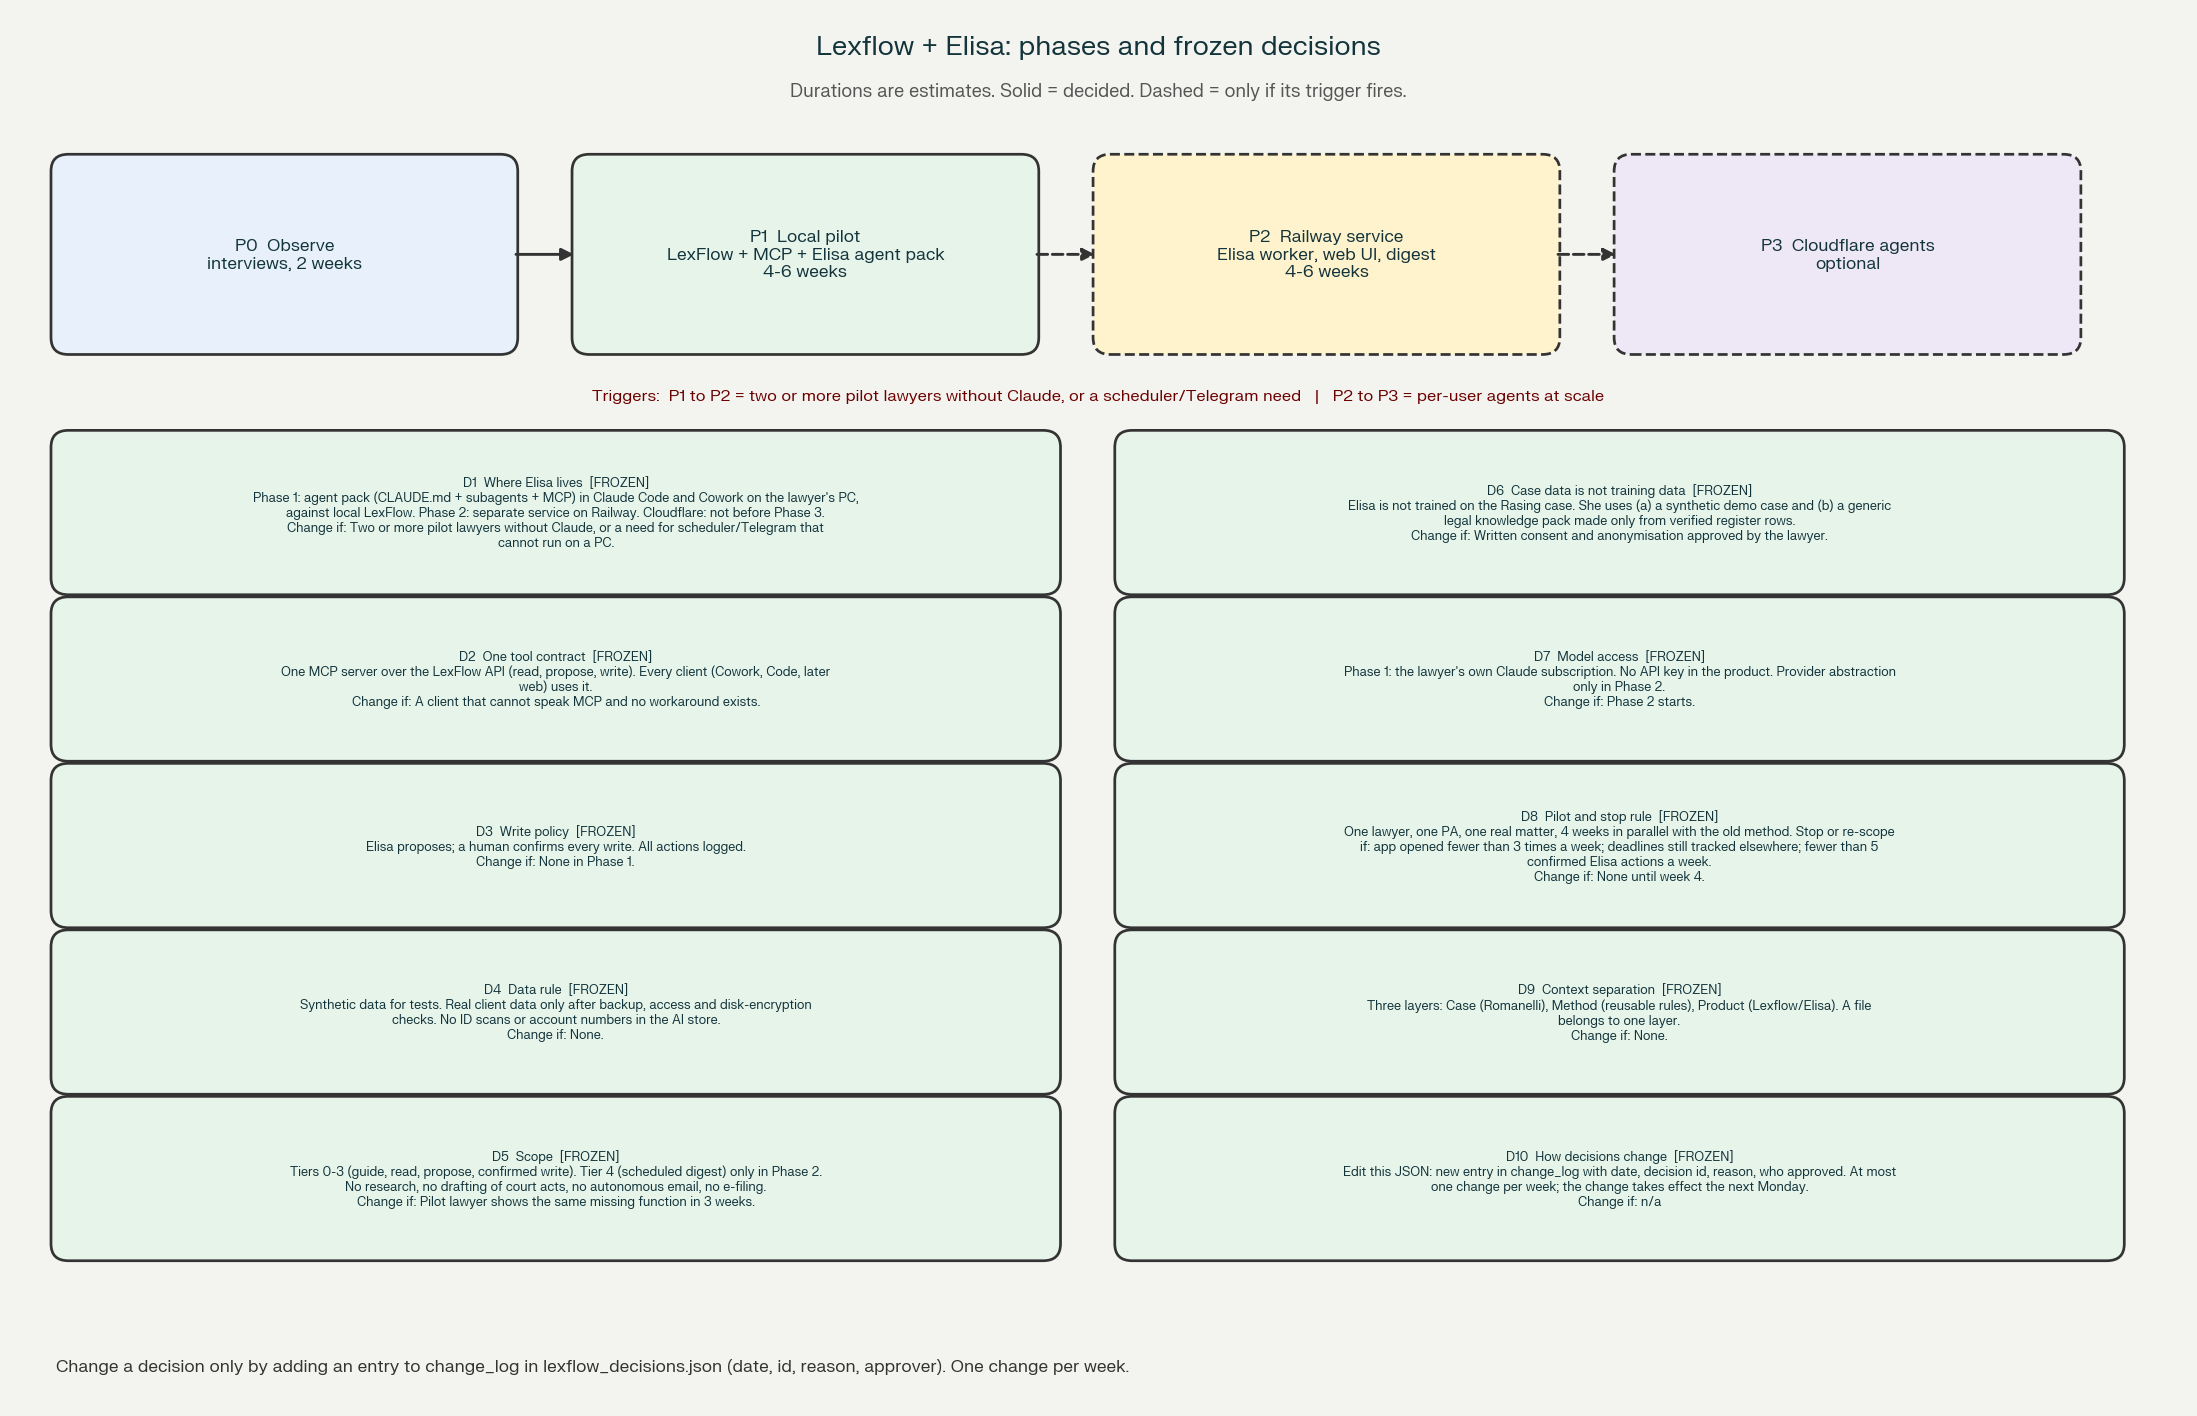 Lexflow + Elisa: phases and frozen decisions
Durations are estimates. Solid = decided. Dashed = only if its trigger fires.
P0  Observe
interviews, 2 weeks
P1  Local pilot
LexFlow + MCP + Elisa agent pack
4-6 weeks
P2  Railway service
Elisa worker, web UI, digest
4-6 weeks
P3  Cloudflare agents
optional
Triggers:  P1 to P2 = two or more pilot lawyers without Claude, or a scheduler/Telegram need   |   P2 to P3 = per-user agents at scale
D1  Where Elisa lives  [FROZEN]
Phase 1: agent pack (CLAUDE.md + subagents + MCP) in Claude Code and Cowork on the lawyer's PC,
against local LexFlow. Phase 2: separate service on Railway. Cloudflare: not before Phase 3.
Change if: Two or more pilot lawyers without Claude, or a need for scheduler/Telegram that
cannot run on a PC.
D2  One tool contract  [FROZEN]
One MCP server over the LexFlow API (read, propose, write). Every client (Cowork, Code, later
web) uses it.
Change if: A client that cannot speak MCP and no workaround exists.
D3  Write policy  [FROZEN]
Elisa proposes; a human confirms every write. All actions logged.
Change if: None in Phase 1.
D4  Data rule  [FROZEN]
Synthetic data for tests. Real client data only after backup, access and disk-encryption
checks. No ID scans or account numbers in the AI store.
Change if: None.
D5  Scope  [FROZEN]
Tiers 0-3 (guide, read, propose, confirmed write). Tier 4 (scheduled digest) only in Phase 2.
No research, no drafting of court acts, no autonomous email, no e-filing.
Change if: Pilot lawyer shows the same missing function in 3 weeks.
D6  Case data is not training data  [FROZEN]
Elisa is not trained on the Rasing case. She uses (a) a synthetic demo case and (b) a generic
legal knowledge pack made only from verified register rows.
Change if: Written consent and anonymisation approved by the lawyer.
D7  Model access  [FROZEN]
Phase 1: the lawyer's own Claude subscription. No API key in the product. Provider abstraction
only in Phase 2.
Change if: Phase 2 starts.
D8  Pilot and stop rule  [FROZEN]
One lawyer, one PA, one real matter, 4 weeks in parallel with the old method. Stop or re-scope
if: app opened fewer than 3 times a week; deadlines still tracked elsewhere; fewer than 5
confirmed Elisa actions a week.
Change if: None until week 4.
D9  Context separation  [FROZEN]
Three layers: Case (Romanelli), Method (reusable rules), Product (Lexflow/Elisa). A file
belongs to one layer.
Change if: None.
D10  How decisions change  [FROZEN]
Edit this JSON: new entry in change_log with date, decision id, reason, who approved. At most
one change per week; the change takes effect the next Monday.
Change if: n/a
Change a decision only by adding an entry to change_log in lexflow_decisions.json (date, id, reason, approver). One change per week.